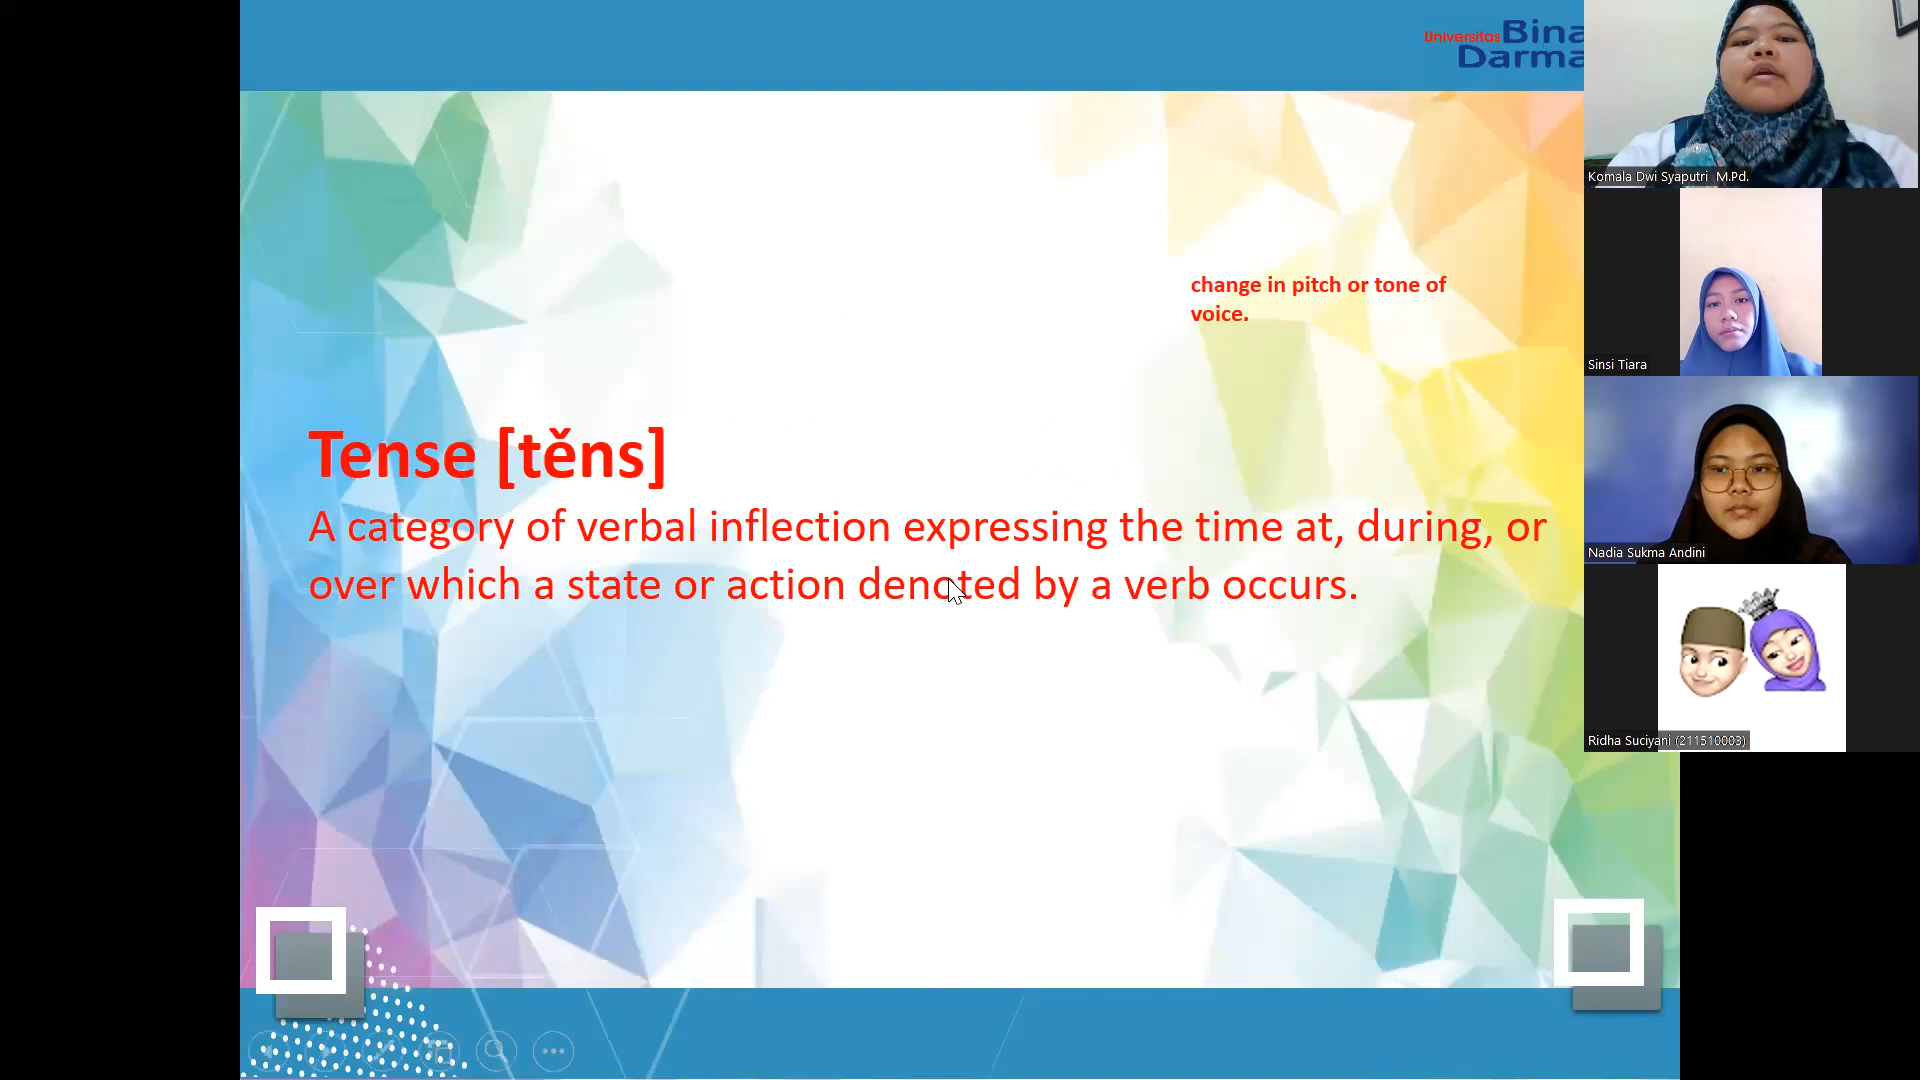 Universitas Bina
Darma
change in pitch or tone of
voice.
Tense [těns]
A category of verbal inflection expressing the time at, during, or
over which a state or action denoted by a verb occurs.
Komala Dwi Syaputri M.Pd.
Sinsi Tiara
Nadia Sukma Andini
Ridha Suciyani (211510003)